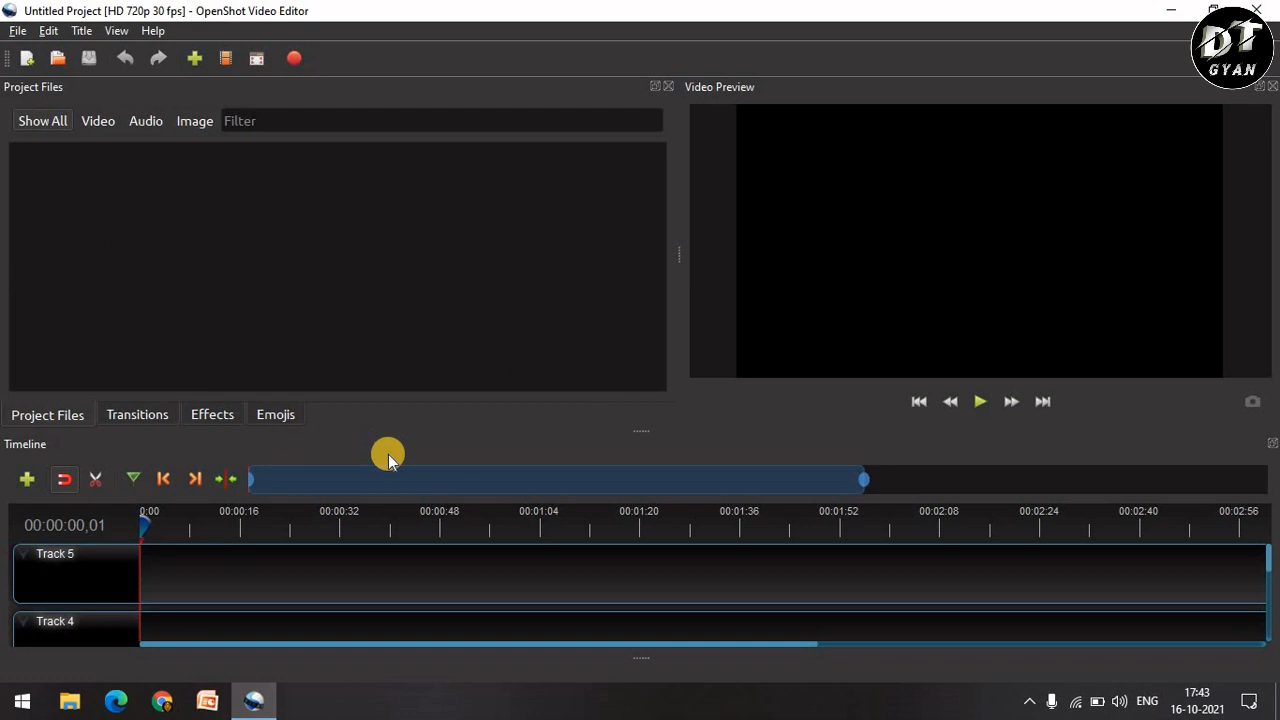 Untitled Project [HD 720p 30 fps] - OpenShot Video Editor
File Edit Title View Help
DT
GYAN
Project Files
Video Preview
Show All Video Audio Image Filter
Project Files Transitions Effects Emojis
Timeline
00:00:00,01
0:00 00:00:16 00:00:32 00:00:48 00:01:04 00:01:20 00:01:36 00:01:52 00:02:08 00:02:24 00:02:40 00:02:56
Track 5
Track 4
ENG
17:43
16-10-2021